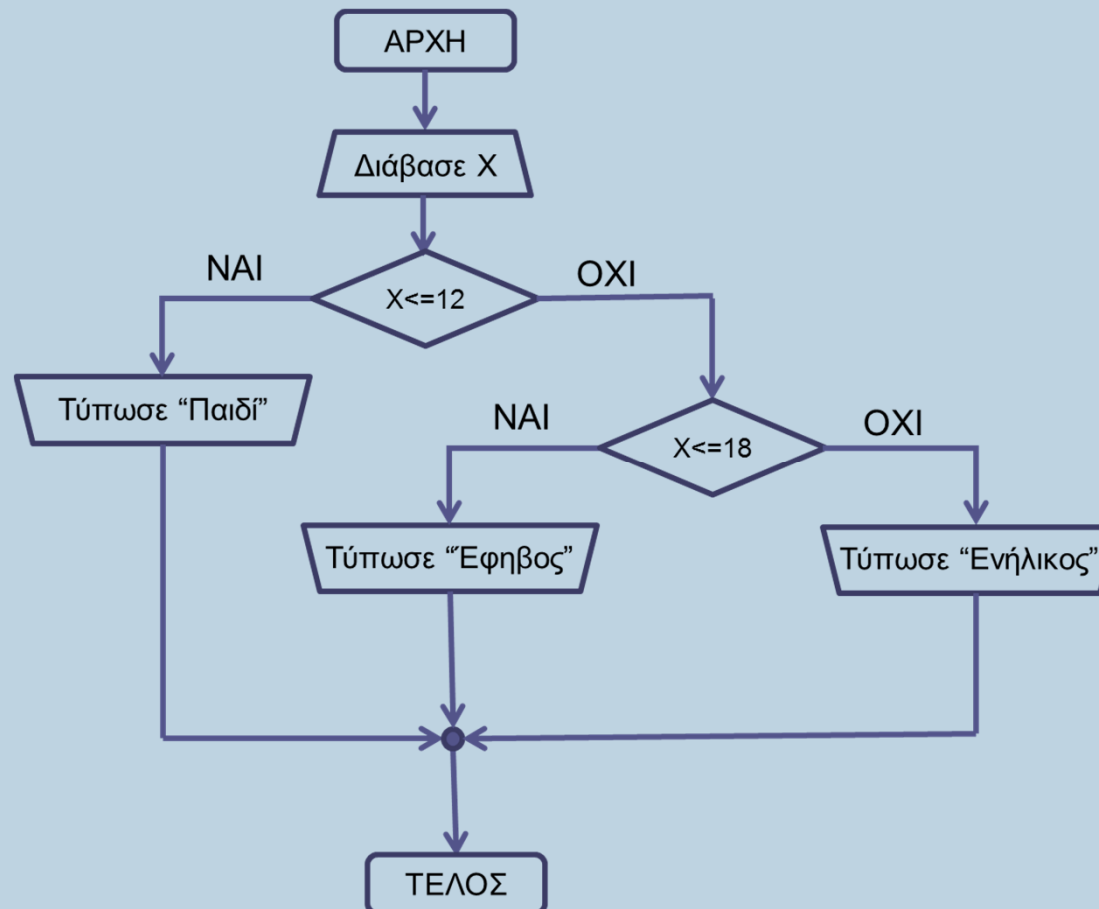 ΑΡΧΗ
Διάβασε Χ
ΝΑΙ
ΟΧΙ
Χ<=12
Τύπωσε “Παιδί”
ΝΑΙ
ΟΧΙ
Χ<=18
Τύπωσε “Έφηβος”
Τύπωσε “Ενήλικος”
ΤΕΛΟΣ